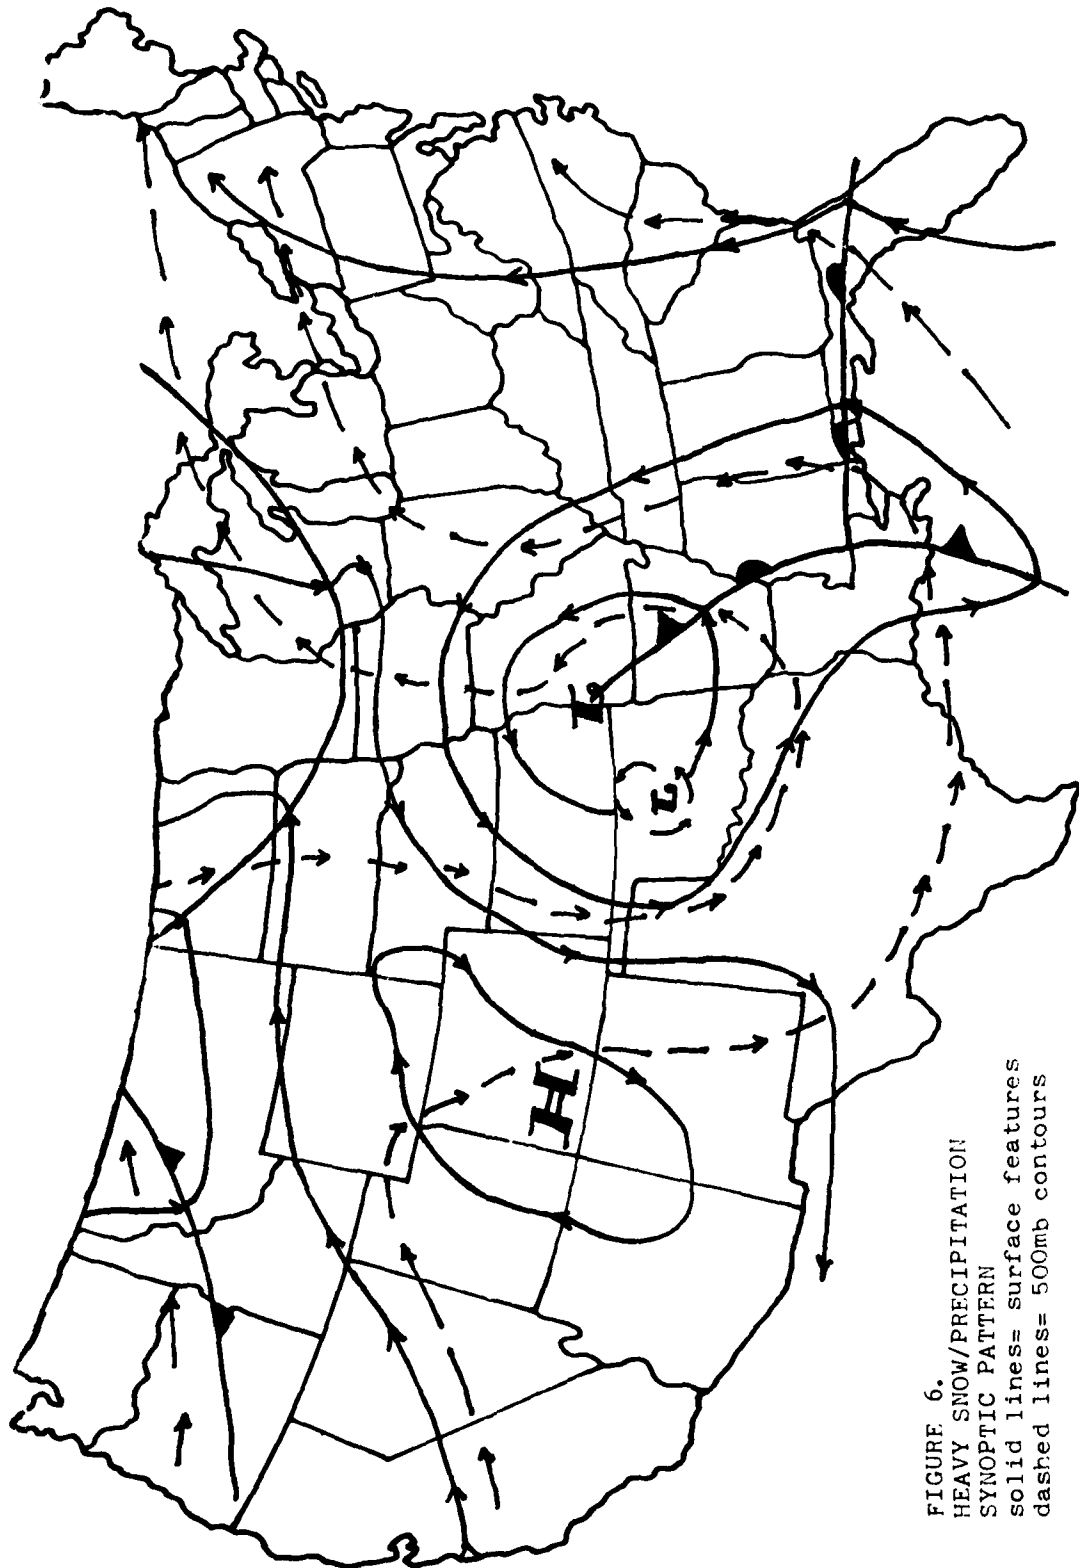 L
L
H
FIGURE 6.
HEAVY SNOW/PRECIPITATION
SYNOPTIC PATTERN
solid lines= surface features
dashed lines= 500mb contours